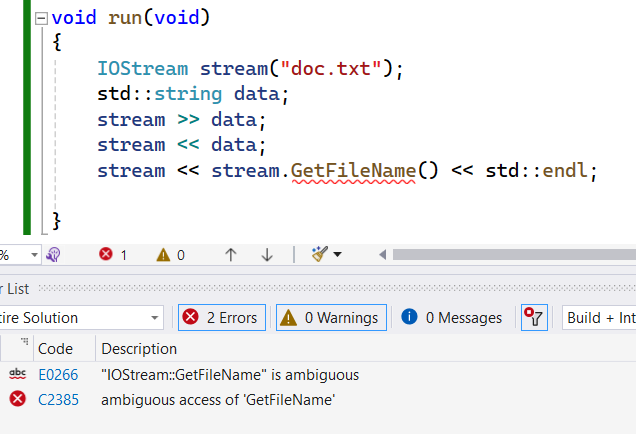 void run(void)
{
IOStream stream("doc.txt");
std::string data;
stream >> data;
stream << data;
stream << stream.GetFileName() << std::endl;
}
% 1 0
r List
tire Solution 2 Errors 0 Warnings 0 Messages Build + Int
Code Description
abc E0266 "IOStream::GetFileName" is ambiguous
C2385 ambiguous access of 'GetFileName'